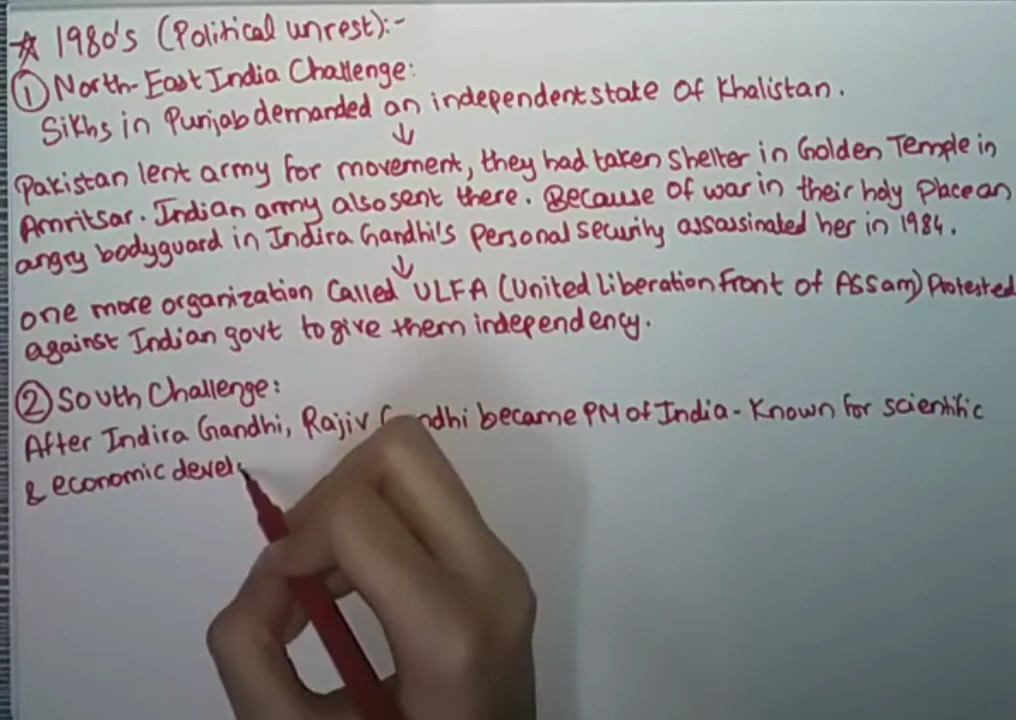 ☆ 1980's (Political unrest):-
① North-East India Challenge:
Sikhs in Punjab demanded an independent state of Khalistan.
↓
Pakistan lent army for movement, they had taken shelter in Golden Temple in
Amritsar. Indian army also sent there. Because of war in their holy place an
angry bodyguard in Indira Gandhi's personal security assassinated her in 1984.
↓
one more organization called ULFA (United Liberation Front of Assam) Protested
against Indian govt to give them independency.
② South Challenge:
After Indira Gandhi, Rajiv Gandhi became PM of India - Known for scientific
& economic devel